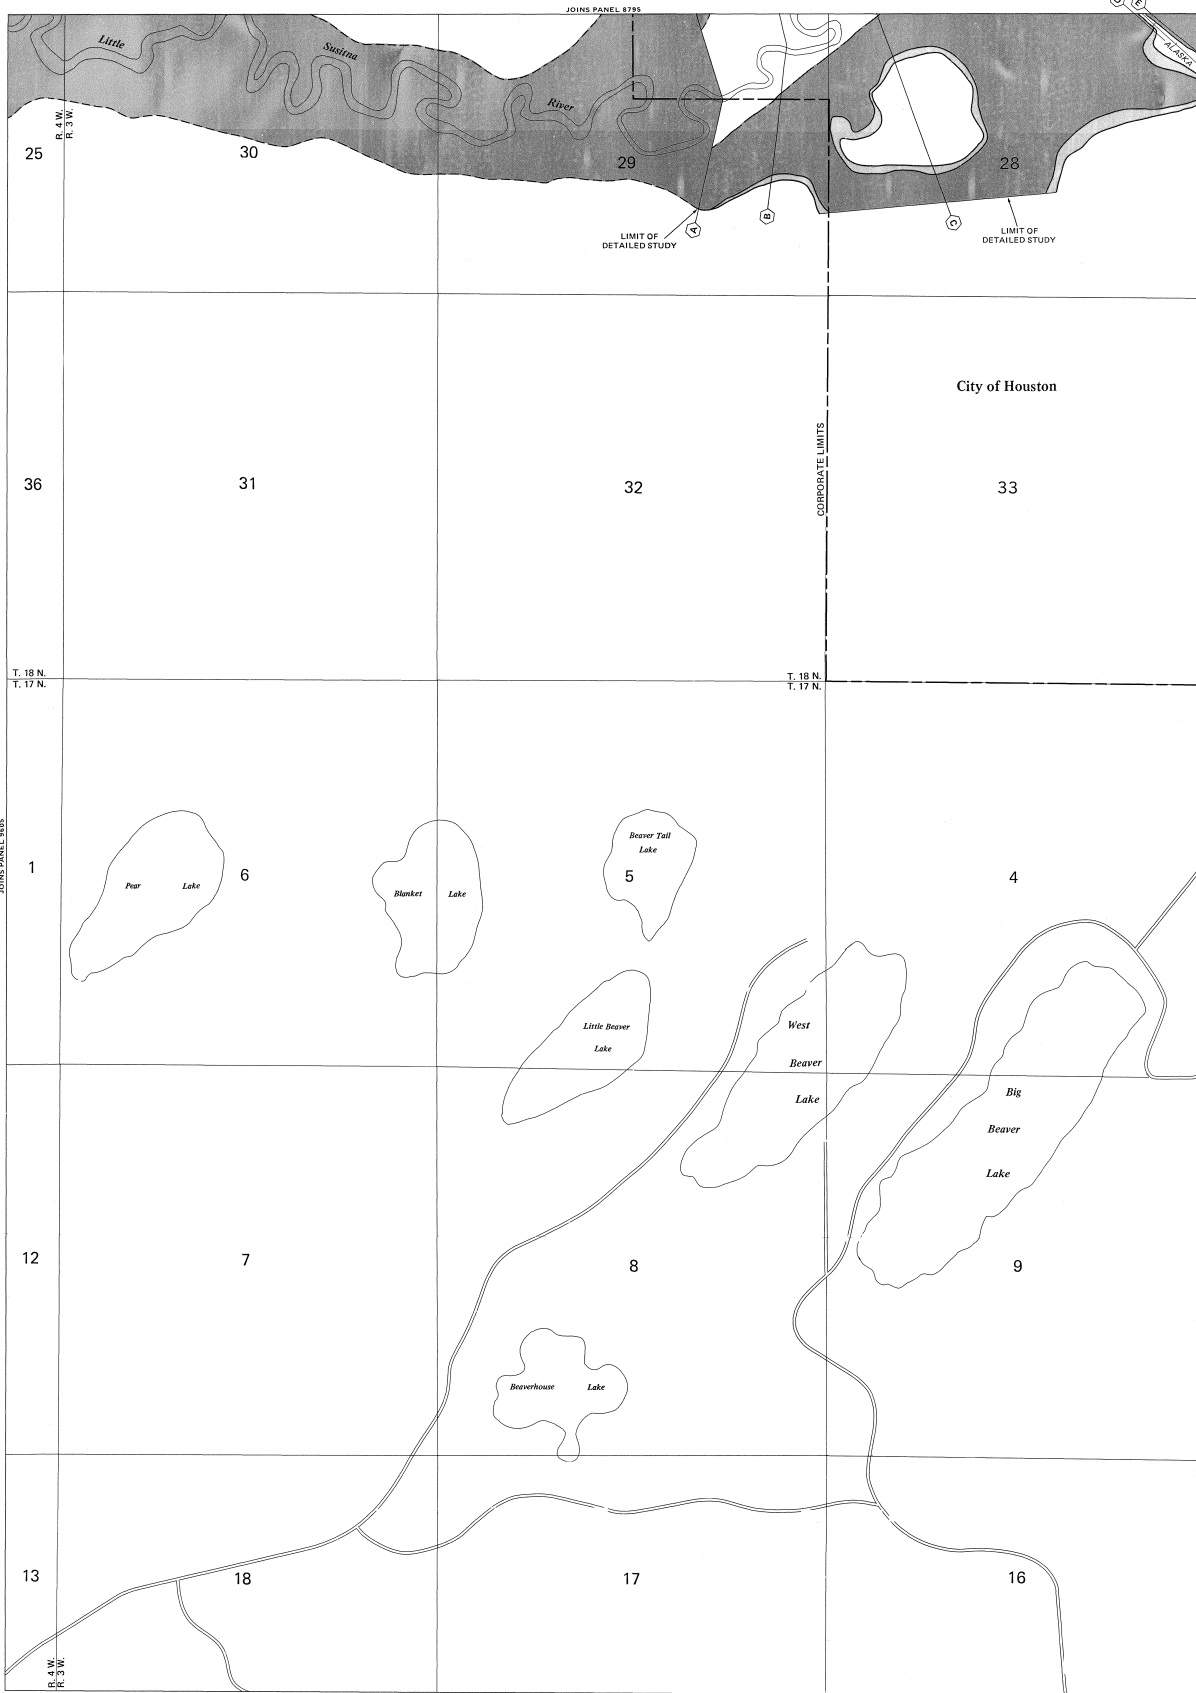 JOINS PANEL 8795
D
E
ALASKA
Little
Susitna
River
R. 4 W.
R. 3 W.
25
30
29
28
A
B
C
LIMIT OF
DETAILED STUDY
LIMIT OF
DETAILED STUDY
City of Houston
CORPORATE LIMITS
36
31
32
33
T. 18 N.
T. 17 N.
T. 18 N.
T. 17 N.
JOINS PANEL 9605
1
6
5
4
Pear Lake
Blanket Lake
Beaver Tail
Lake
Little Beaver
Lake
West
Beaver
Lake
Big
Beaver
Lake
12
7
8
9
Beaverhouse Lake
13
18
17
16
R. 4 W.
R. 3 W.